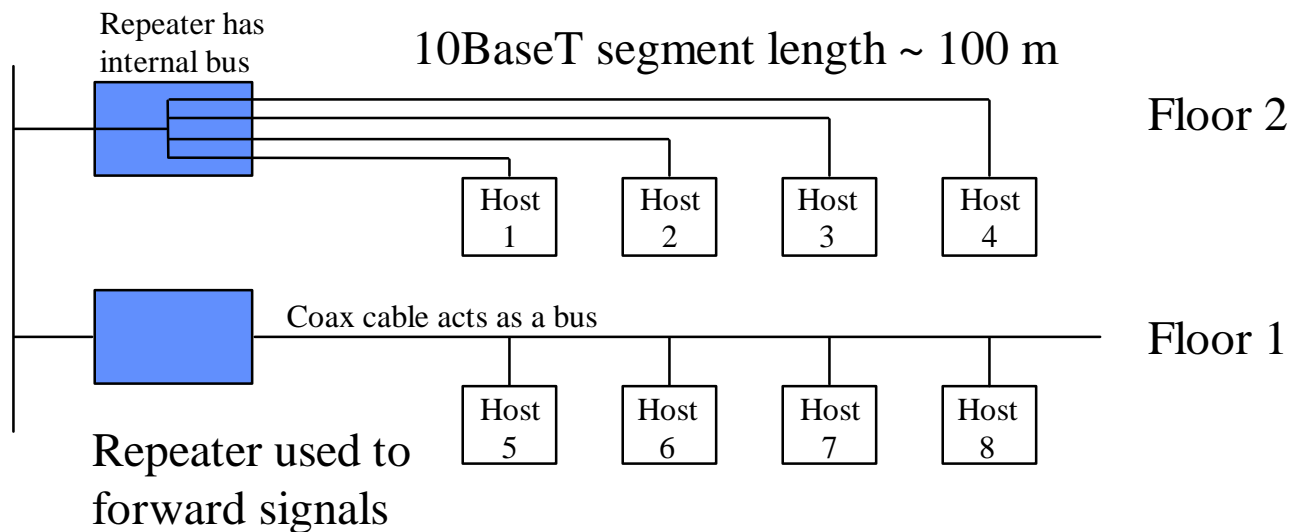 Repeater has
internal bus
10BaseT segment length ~ 100 m
Floor 2
Host
1
Host
2
Host
3
Host
4
Coax cable acts as a bus
Floor 1
Host
5
Host
6
Host
7
Host
8
Repeater used to
forward signals